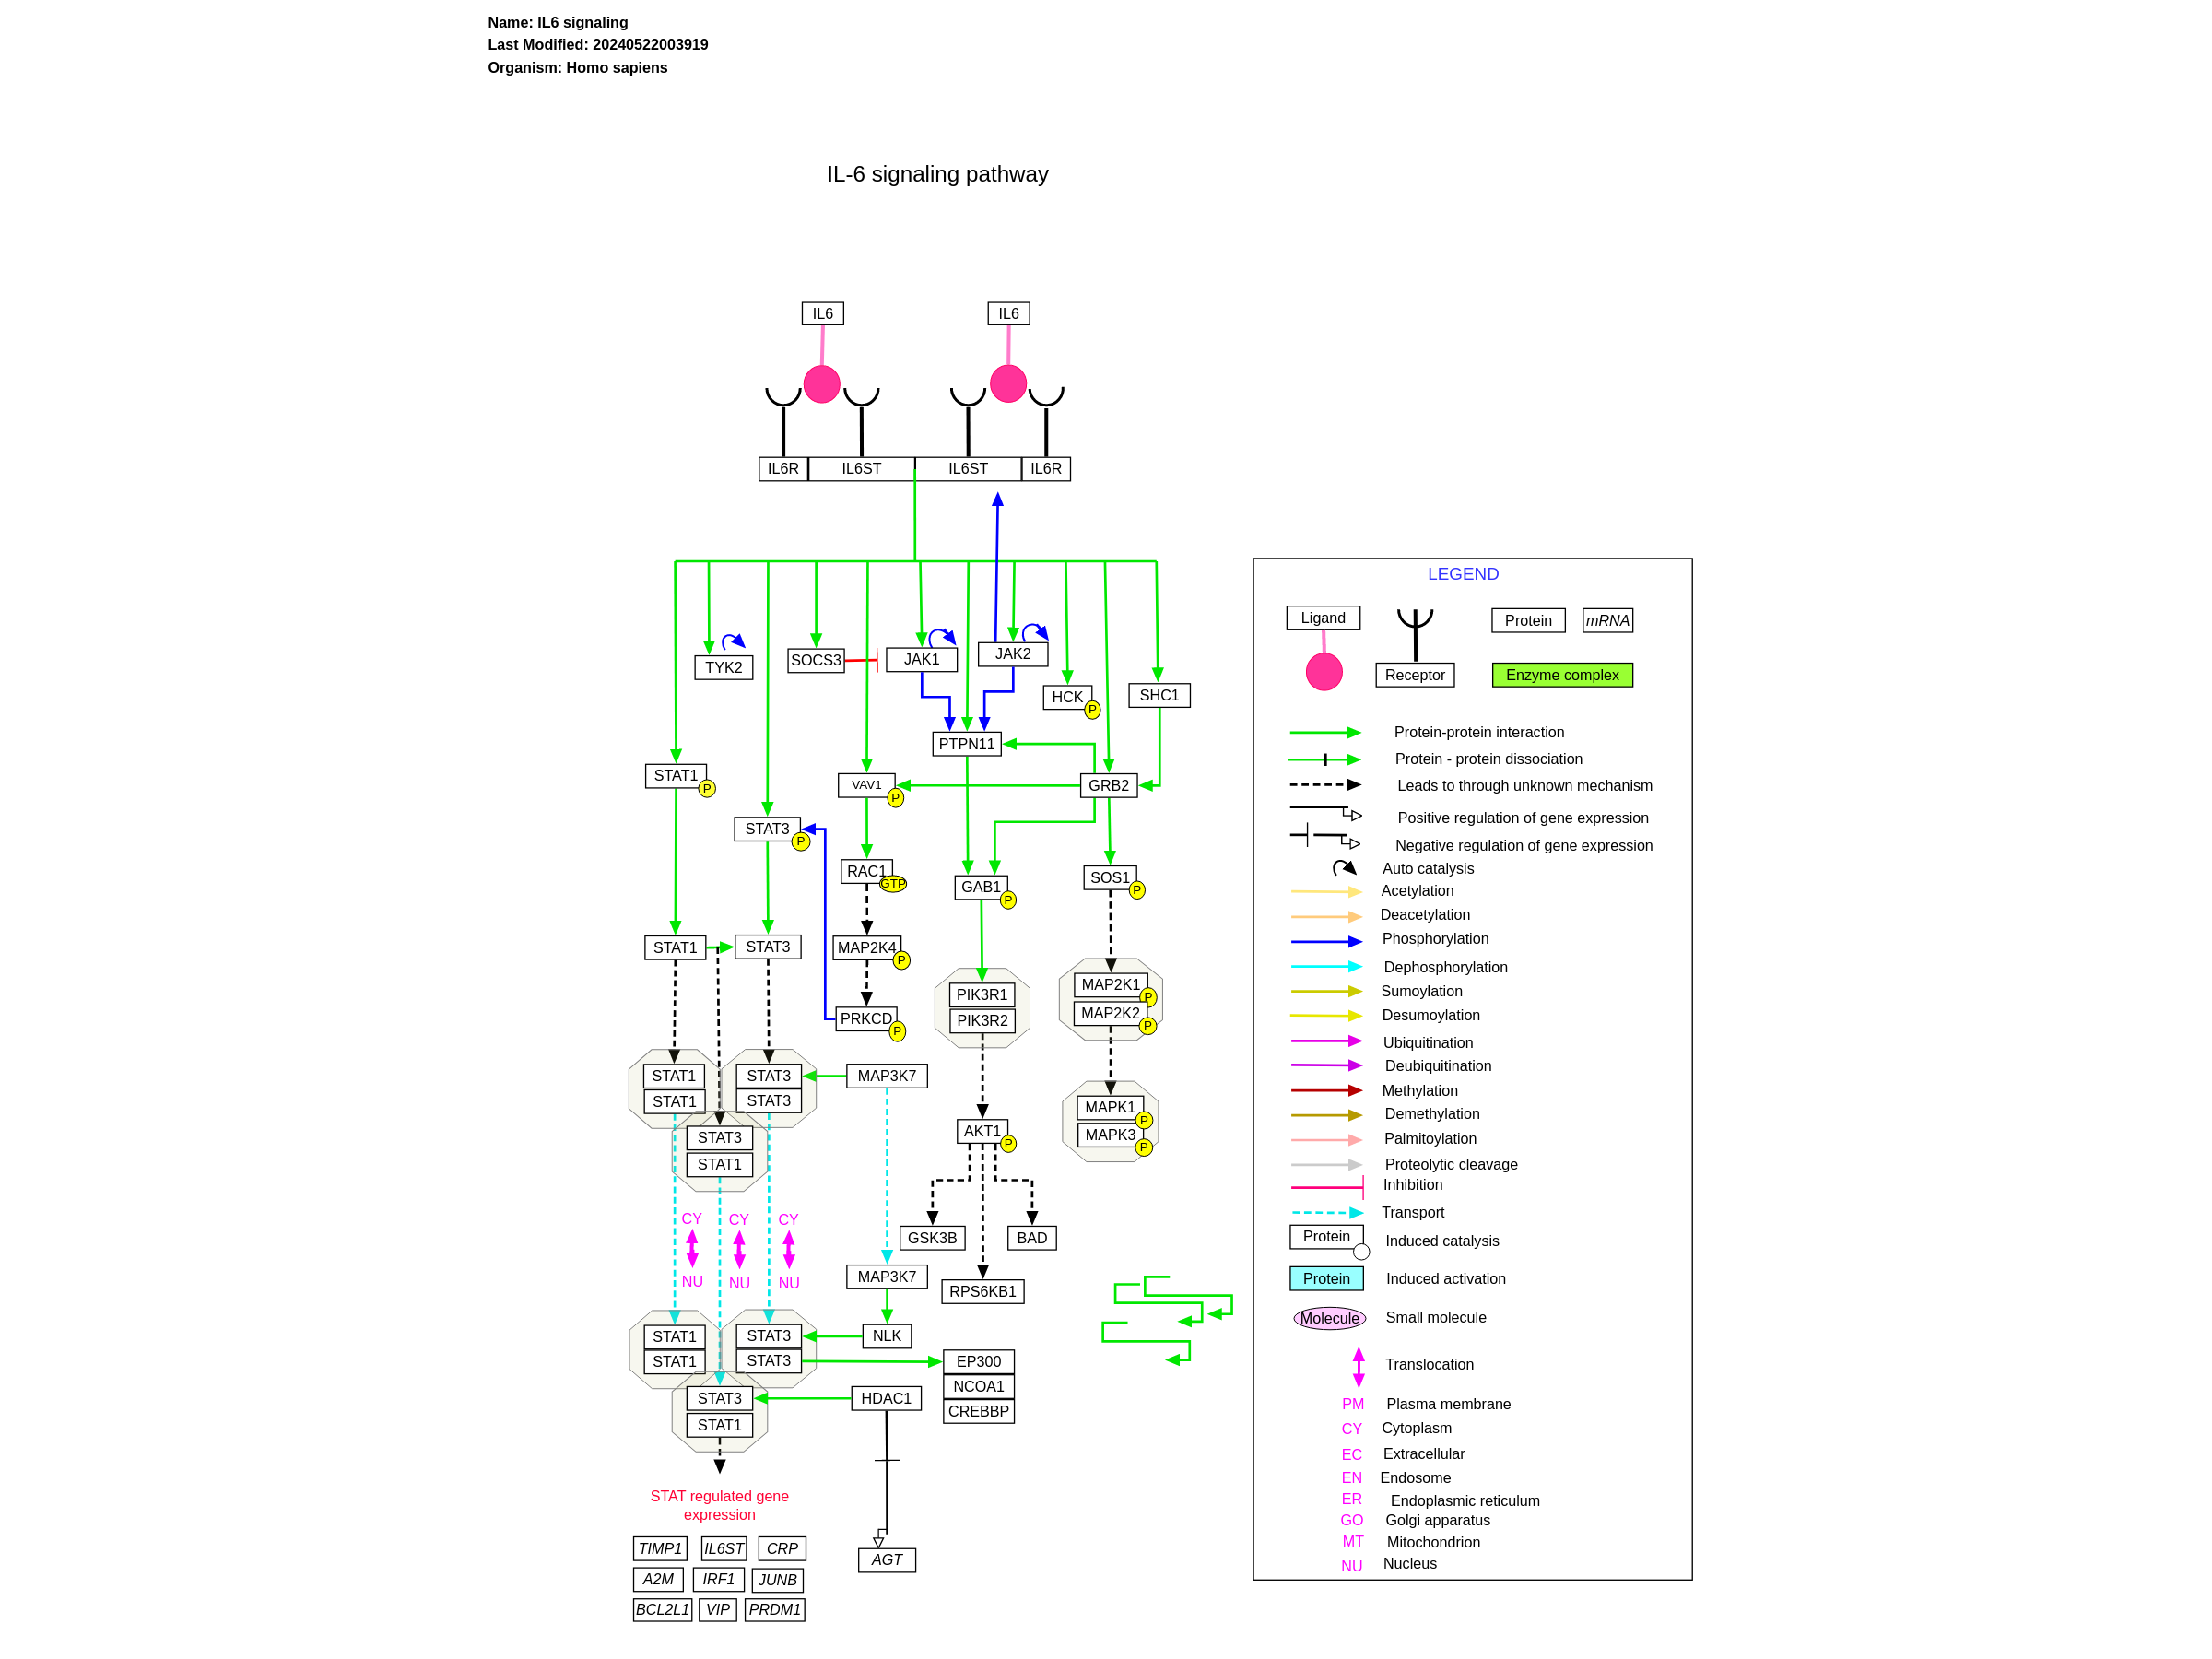 Name: IL6 signaling
Last Modified: 20240522003919
Organism: Homo sapiens
IL-6 signaling pathway
IL6
IL6
IL6R
IL6ST
IL6ST
IL6R
TYK2
SOCS3
JAK1
JAK2
HCK
P
SHC1
PTPN11
STAT1
P
VAV1
P
GRB2
STAT3
P
RAC1
GTP
GAB1
P
SOS1
P
STAT1
STAT3
MAP2K4
P
PIK3R1
PIK3R2
MAP2K1
P
MAP2K2
P
PRKCD
P
STAT1
STAT1
STAT3
STAT3
MAP3K7
STAT3
STAT1
AKT1
P
MAPK1
P
MAPK3
P
CY
CY
CY
NU
NU
NU
GSK3B
BAD
MAP3K7
RPS6KB1
STAT1
STAT1
STAT3
STAT3
NLK
EP300
NCOA1
CREBBP
STAT3
STAT1
HDAC1
STAT regulated gene
expression
TIMP1
IL6ST
CRP
A2M
IRF1
JUNB
BCL2L1
VIP
PRDM1
AGT
LEGEND
Ligand
Receptor
Protein
mRNA
Enzyme complex
Protein-protein interaction
Protein - protein dissociation
Leads to through unknown mechanism
Positive regulation of gene expression
Negative regulation of gene expression
Auto catalysis
Acetylation
Deacetylation
Phosphorylation
Dephosphorylation
Sumoylation
Desumoylation
Ubiquitination
Deubiquitination
Methylation
Demethylation
Palmitoylation
Proteolytic cleavage
Inhibition
Transport
Protein
Induced catalysis
Protein
Induced activation
Molecule
Small molecule
Translocation
PM Plasma membrane
CY Cytoplasm
EC Extracellular
EN Endosome
ER Endoplasmic reticulum
GO Golgi apparatus
MT Mitochondrion
NU Nucleus